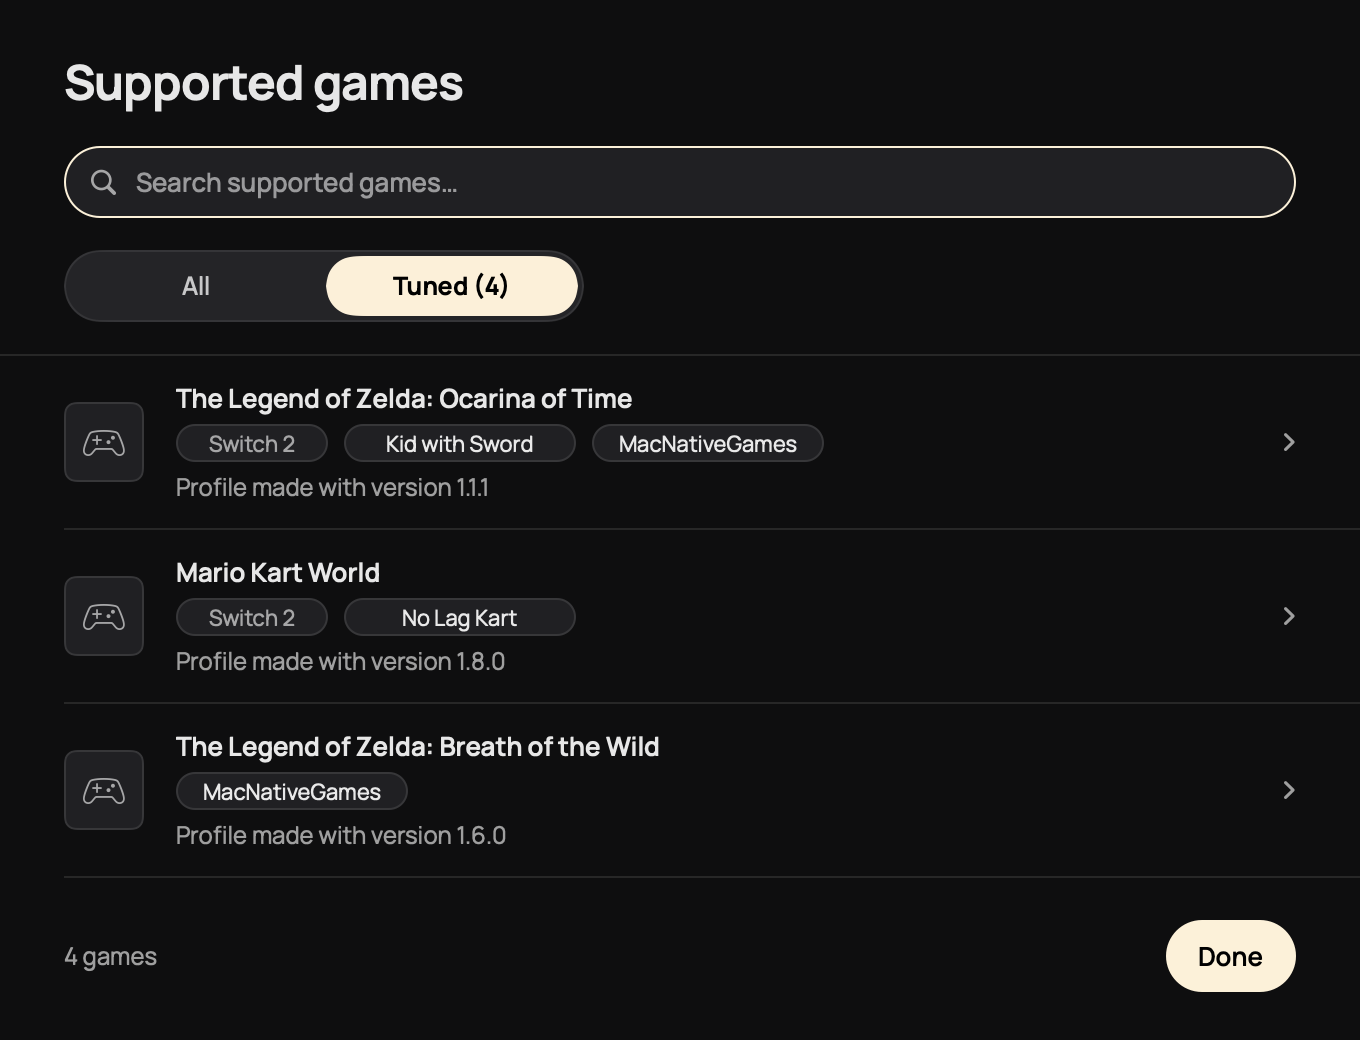 Supported games
Search supported games...
All
Tuned (4)
The Legend of Zelda: Ocarina of Time
Switch 2
Kid with Sword
MacNativeGames
Profile made with version 1.1.1
Mario Kart World
Switch 2
No Lag Kart
Profile made with version 1.8.0
The Legend of Zelda: Breath of the Wild
MacNativeGames
Profile made with version 1.6.0
4 games
Done